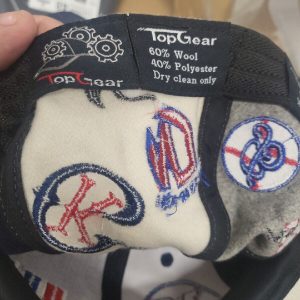 TopGear
TopGear
60% Wool
40% Polyester
Dry clean only